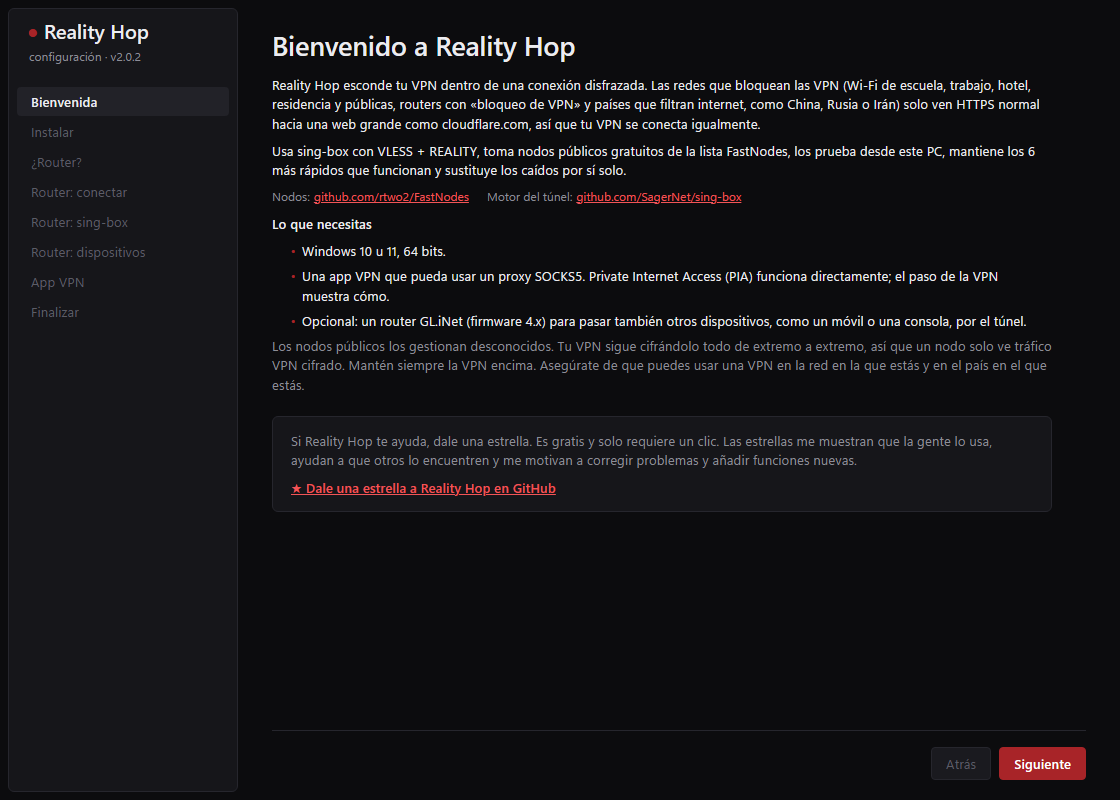 Reality Hop
configuración · v2.0.2
Bienvenida
Instalar
¿Router?
Router: conectar
Router: sing-box
Router: dispositivos
App VPN
Finalizar
Bienvenido a Reality Hop
Reality Hop esconde tu VPN dentro de una conexión disfrazada. Las redes que bloquean las VPN (Wi-Fi de escuela, trabajo, hotel,
residencia y públicas, routers con «bloqueo de VPN» y países que filtran internet, como China, Rusia o Irán) solo ven HTTPS normal
hacia una web grande como cloudflare.com, así que tu VPN se conecta igualmente.
Usa sing-box con VLESS + REALITY, toma nodos públicos gratuitos de la lista FastNodes, los prueba desde este PC, mantiene los 6
más rápidos que funcionan y sustituye los caídos por sí solo.
Nodos: github.com/rtwo2/FastNodes Motor del túnel: github.com/SagerNet/sing-box
Lo que necesitas
• Windows 10 u 11, 64 bits.
• Una app VPN que pueda usar un proxy SOCKS5. Private Internet Access (PIA) funciona directamente; el paso de la VPN
muestra cómo.
• Opcional: un router GL.iNet (firmware 4.x) para pasar también otros dispositivos, como un móvil o una consola, por el túnel.
Los nodos públicos los gestionan desconocidos. Tu VPN sigue cifrándolo todo de extremo a extremo, así que un nodo solo ve tráfico
VPN cifrado. Mantén siempre la VPN encima. Asegúrate de que puedes usar una VPN en la red en la que estás y en el país en el que
estás.
Si Reality Hop te ayuda, dale una estrella. Es gratis y solo requiere un clic. Las estrellas me muestran que la gente lo usa,
ayudan a que otros lo encuentren y me motivan a corregir problemas y añadir funciones nuevas.
★ Dale una estrella a Reality Hop en GitHub
Atrás
Siguiente